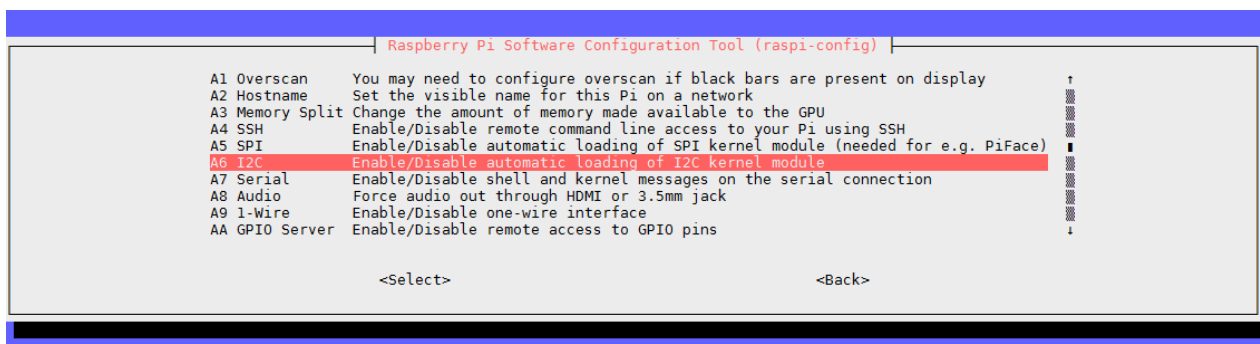 Raspberry Pi Software Configuration Tool (raspi-config)
A1 Overscan You may need to configure overscan if black bars are present on display
A2 Hostname Set the visible name for this Pi on a network
A3 Memory Split Change the amount of memory made available to the GPU
A4 SSH Enable/Disable remote command line access to your Pi using SSH
A5 SPI Enable/Disable automatic loading of SPI kernel module (needed for e.g. PiFace)
A6 I2C Enable/Disable automatic loading of I2C kernel module
A7 Serial Enable/Disable shell and kernel messages on the serial connection
A8 Audio Force audio out through HDMI or 3.5mm jack
A9 1-Wire Enable/Disable one-wire interface
AA GPIO Server Enable/Disable remote access to GPIO pins
<Select> <Back>